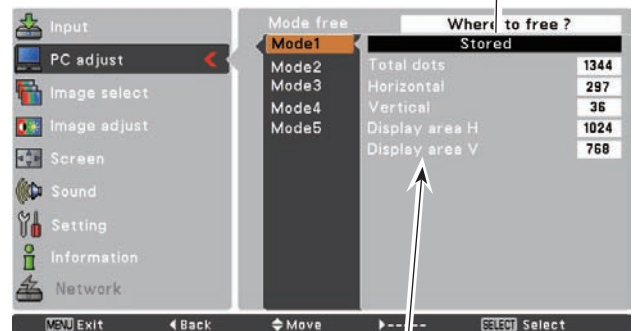 Mode free Where to free ?
Input
PC adjust
Image select
Image adjust
Screen
Sound
Setting
Information
Network
Mode1 Stored
Mode2 Total dots 1344
Mode3 Horizontal 297
Mode4 Vertical 36
Mode5 Display area H 1024
Display area V 768
MENU Exit Back Move ----- SELECT Select